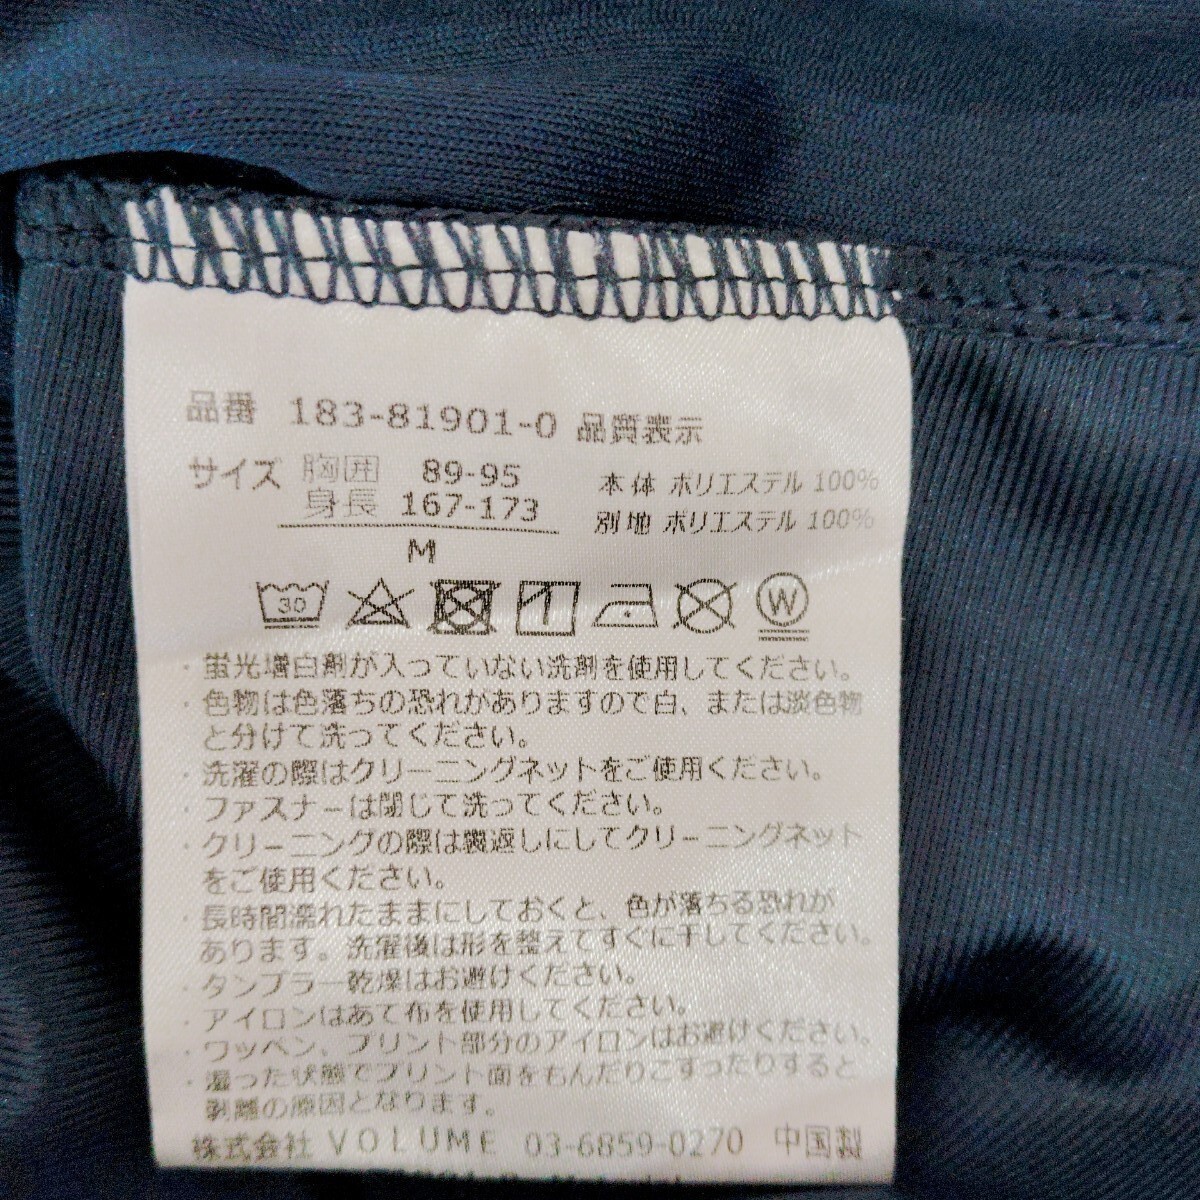 品番 183-81901-0 品質表示
サイズ 胸囲 89-95 本体 ポリエステル 100%
身長 167-173 別地 ポリエステル 100%
M
30 W
・蛍光増白剤が入っていない洗剤を使用してください。
・色物は色落ちの恐れがありますので白、または淡色物
と分けて洗ってください。
・洗濯の際はクリーニングネットをご使用ください。
・ファスナーは閉じて洗ってください。
・クリーニングの際は裏返しにしてクリーニングネット
をご使用ください。
・長時間濡れたままにしておくと、色が落ちる恐れが
あります。洗濯後は形を整えてすぐに干してください。
・タンブラー乾燥はお避けください。
・アイロンはあて布を使用してください。
・ワッペン、プリント部分のアイロンはお避けください。
・湿った状態でプリント面をもんだりこすったりすると
剥離の原因となります。
株式会社 VOLUME 03-6859-0270 中国製